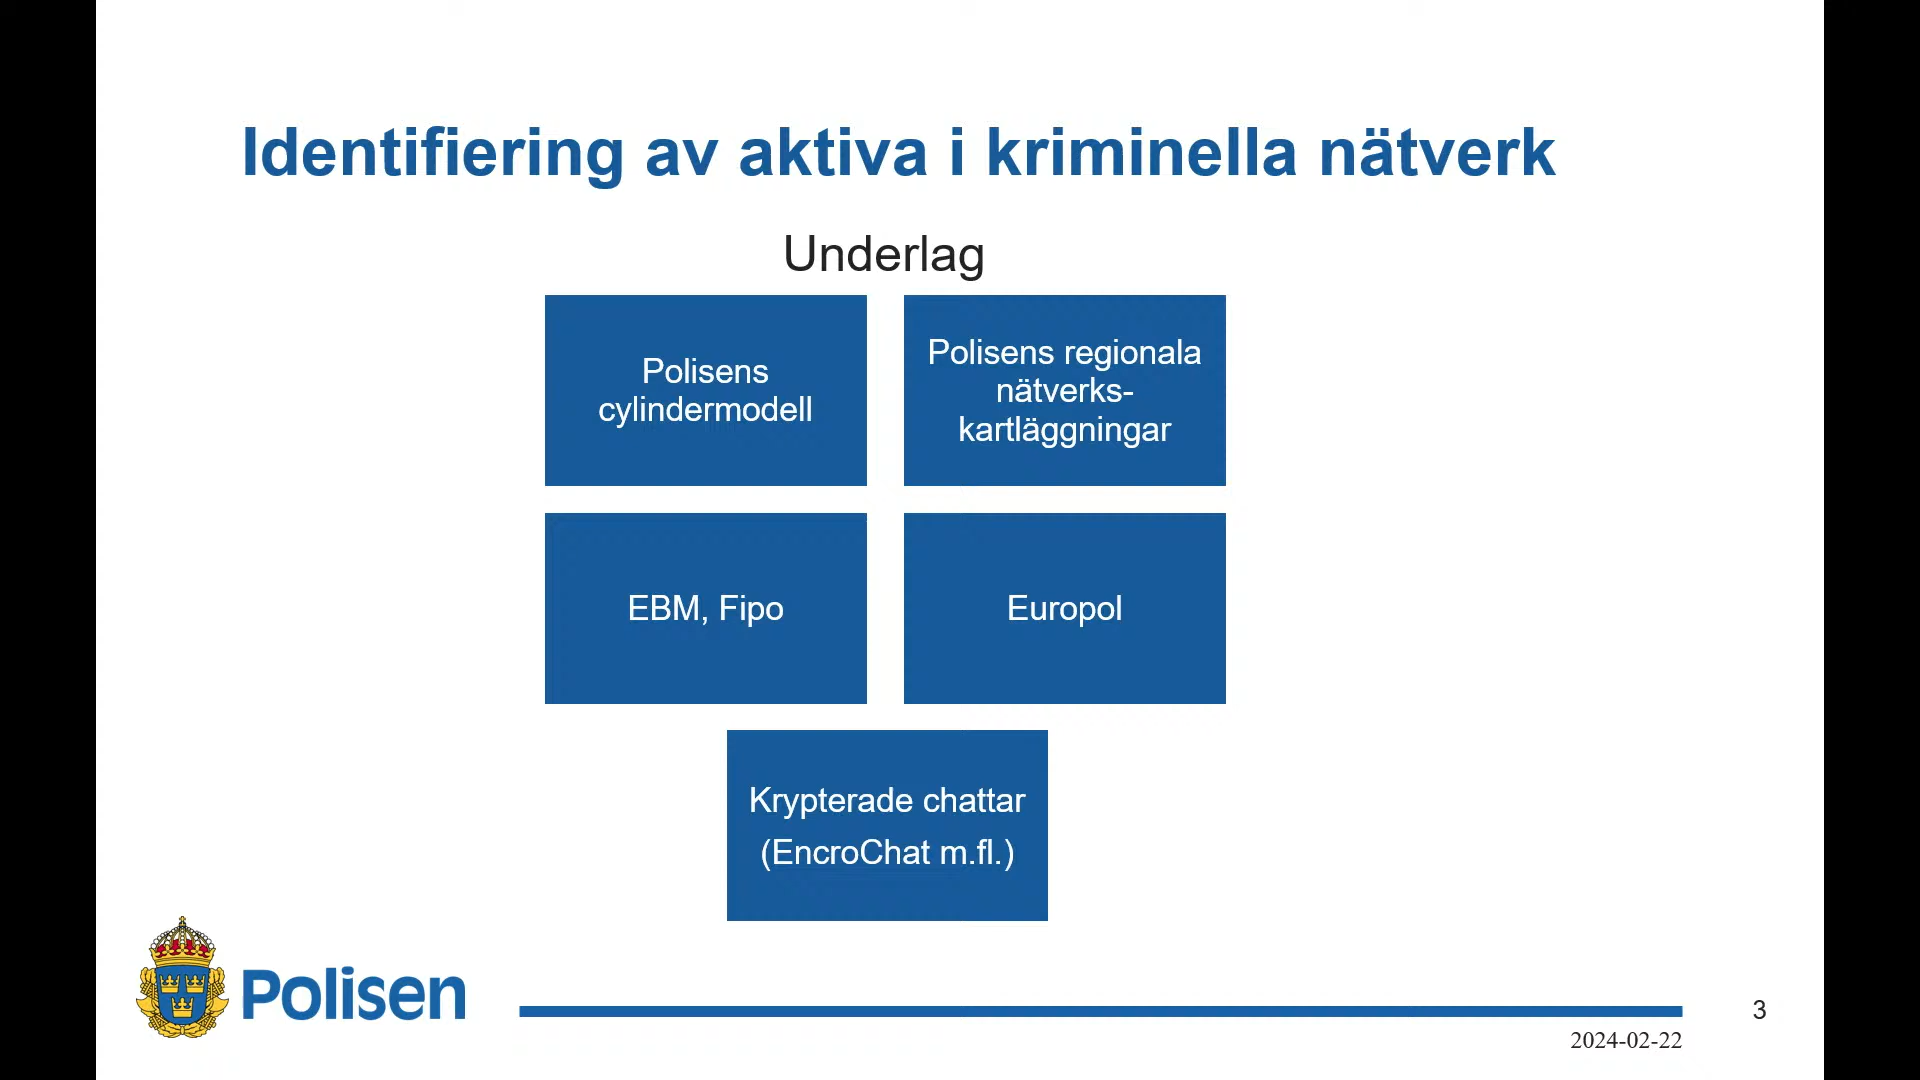 Identifiering av aktiva i kriminella nätverk
Underlag
Polisens
cylindermodell
Polisens regionala
nätverks-
kartläggningar
EBM, Fipo
Europol
Krypterade chattar
(EncroChat m.fl.)
Polisen
3
2024-02-22